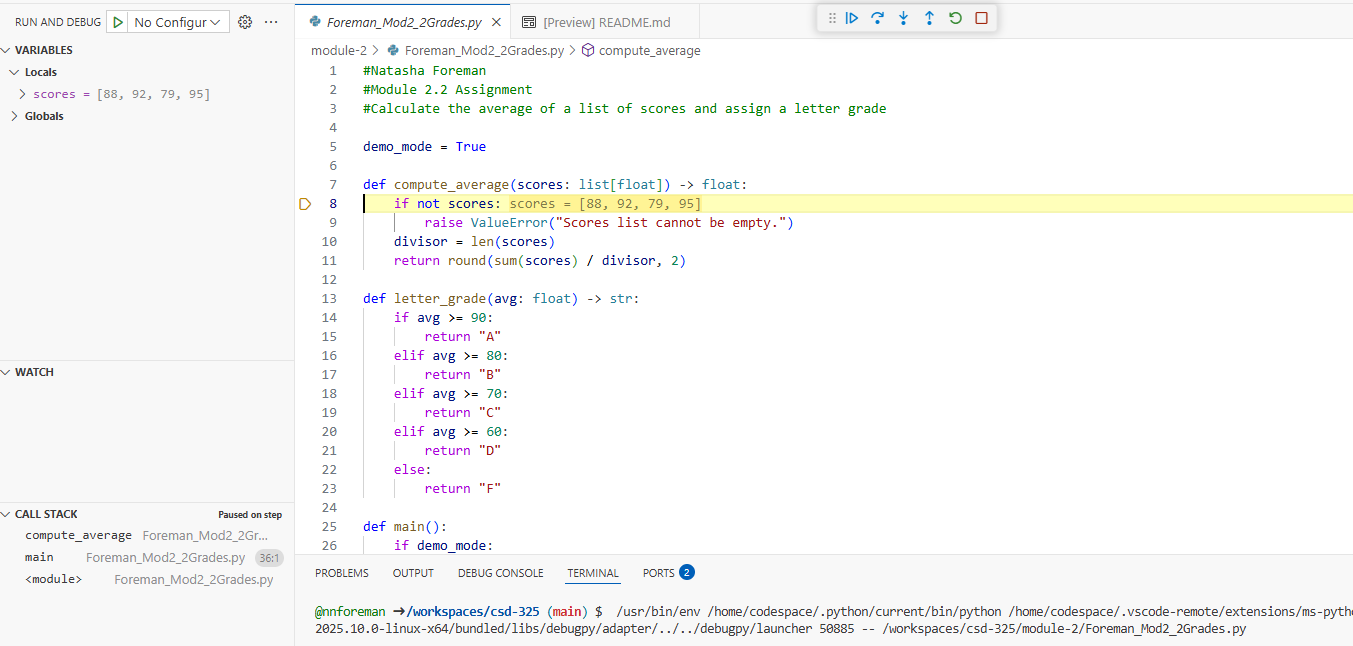 RUN AND DEBUG No Configur
VARIABLES
Locals
scores = [88, 92, 79, 95]
Globals
WATCH
CALL STACK Paused on step
compute_average Foreman_Mod2_2Gr...
main Foreman_Mod2_2Grades.py 36:1
<module> Foreman_Mod2_2Grades.py
Foreman_Mod2_2Grades.py [Preview] README.md
module-2 > Foreman_Mod2_2Grades.py > compute_average
1 #Natasha Foreman
2 #Module 2.2 Assignment
3 #Calculate the average of a list of scores and assign a letter grade
4
5 demo_mode = True
6
7 def compute_average(scores: list[float]) -> float:
8 if not scores: scores = [88, 92, 79, 95]
9 raise ValueError("Scores list cannot be empty.")
10 divisor = len(scores)
11 return round(sum(scores) / divisor, 2)
12
13 def letter_grade(avg: float) -> str:
14 if avg >= 90:
15 return "A"
16 elif avg >= 80:
17 return "B"
18 elif avg >= 70:
19 return "C"
20 elif avg >= 60:
21 return "D"
22 else:
23 return "F"
24
25 def main():
26 if demo_mode:
PROBLEMS OUTPUT DEBUG CONSOLE TERMINAL PORTS 2
@nnforeman ➜/workspaces/csd-325 (main) $ /usr/bin/env /home/codespace/.python/current/bin/python /home/codespace/.vscode-remote/extensions/ms-pytho
2025.10.0-linux-x64/bundled/libs/debugpy/adapter/../../debugpy/launcher 50885 -- /workspaces/csd-325/module-2/Foreman_Mod2_2Grades.py